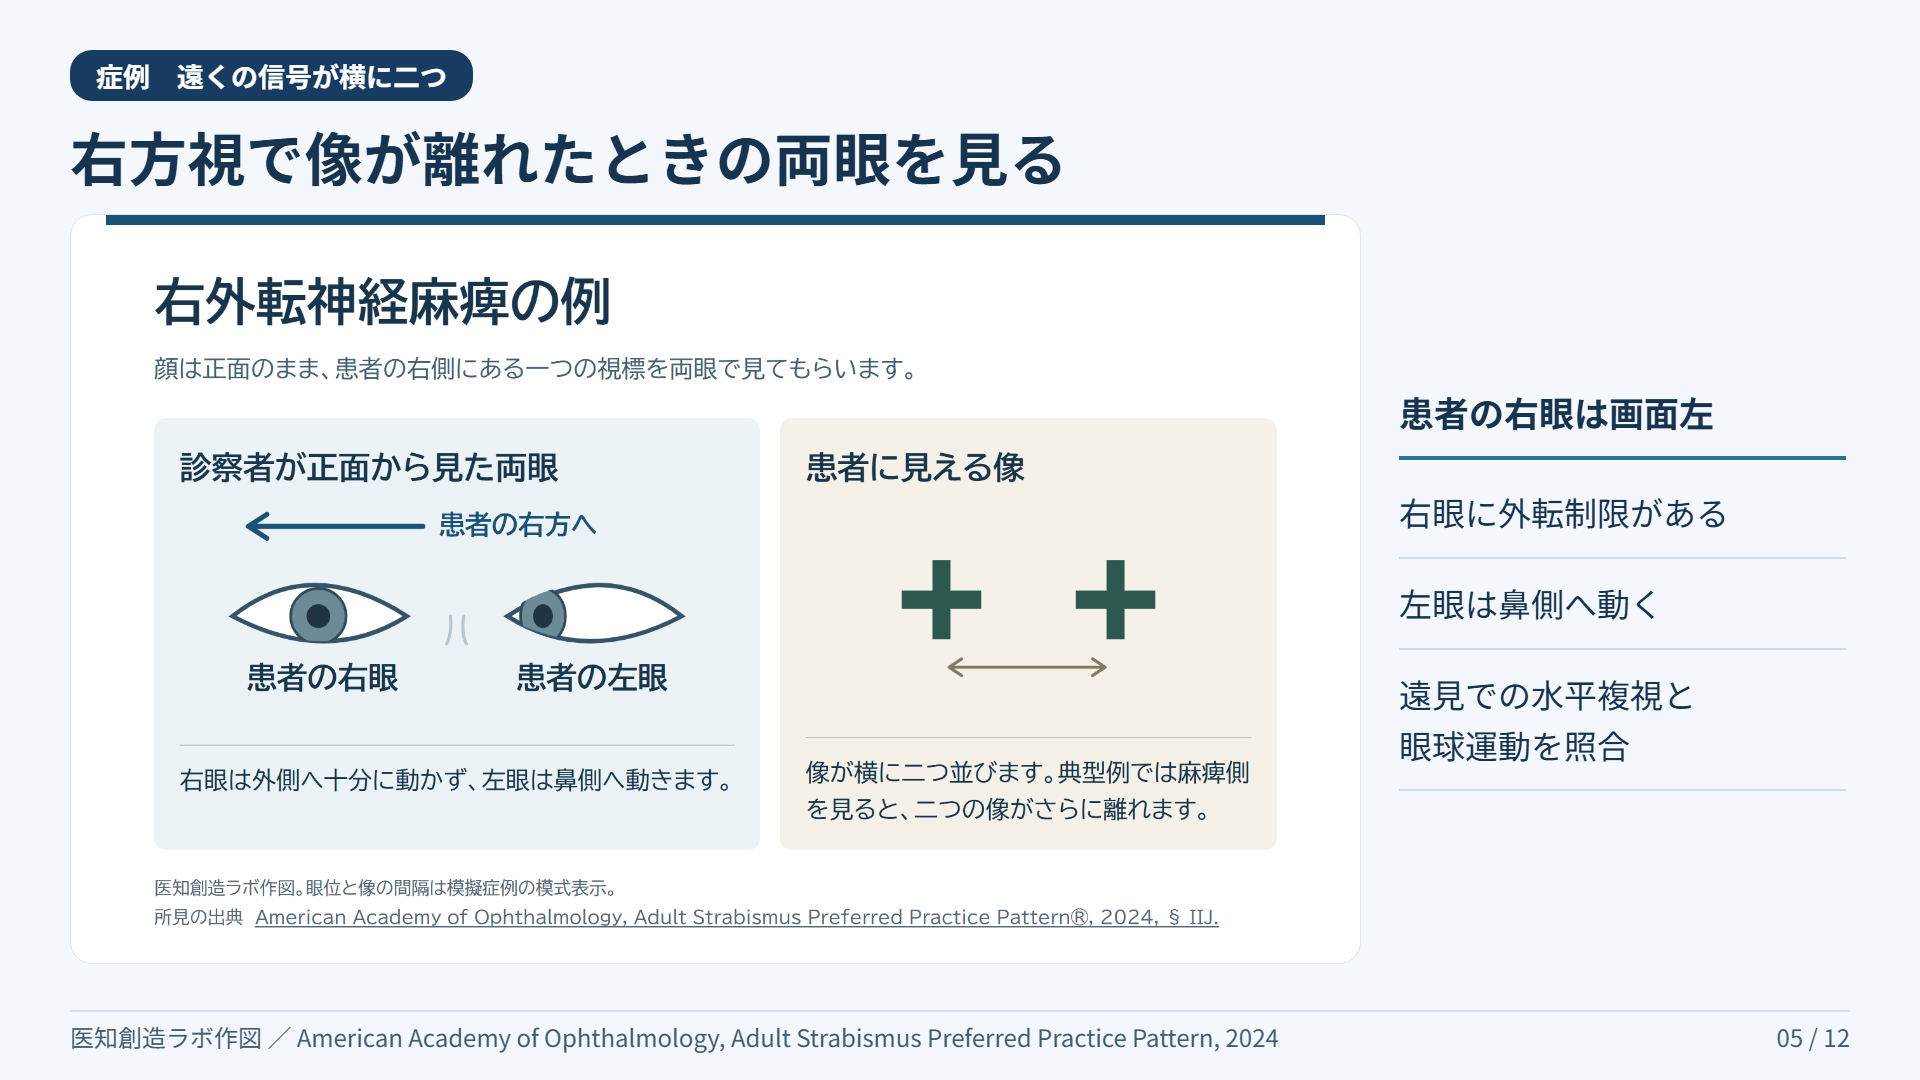 症例　遠くの信号が横に二つ
右方視で像が離れたときの両眼を見る
右外転神経麻痺の例
顔は正面のまま、患者の右側にある一つの視標を両眼で見てもらいます。
診察者が正面から見た両眼
患者の右方へ
患者の右眼
患者の左眼
右眼は外側へ十分に動かず、左眼は鼻側へ動きます。
患者に見える像
像が横に二つ並びます。典型例では麻痺側
を見ると、二つの像がさらに離れます。
医知創造ラボ作図。眼位と像の間隔は模擬症例の模式表示。
所見の出典 American Academy of Ophthalmology, Adult Strabismus Preferred Practice Pattern®, 2024, § IIJ.
患者の右眼は画面左
右眼に外転制限がある
左眼は鼻側へ動く
遠見での水平複視と
眼球運動を照合
医知創造ラボ作図 ／ American Academy of Ophthalmology, Adult Strabismus Preferred Practice Pattern, 2024
05 / 12